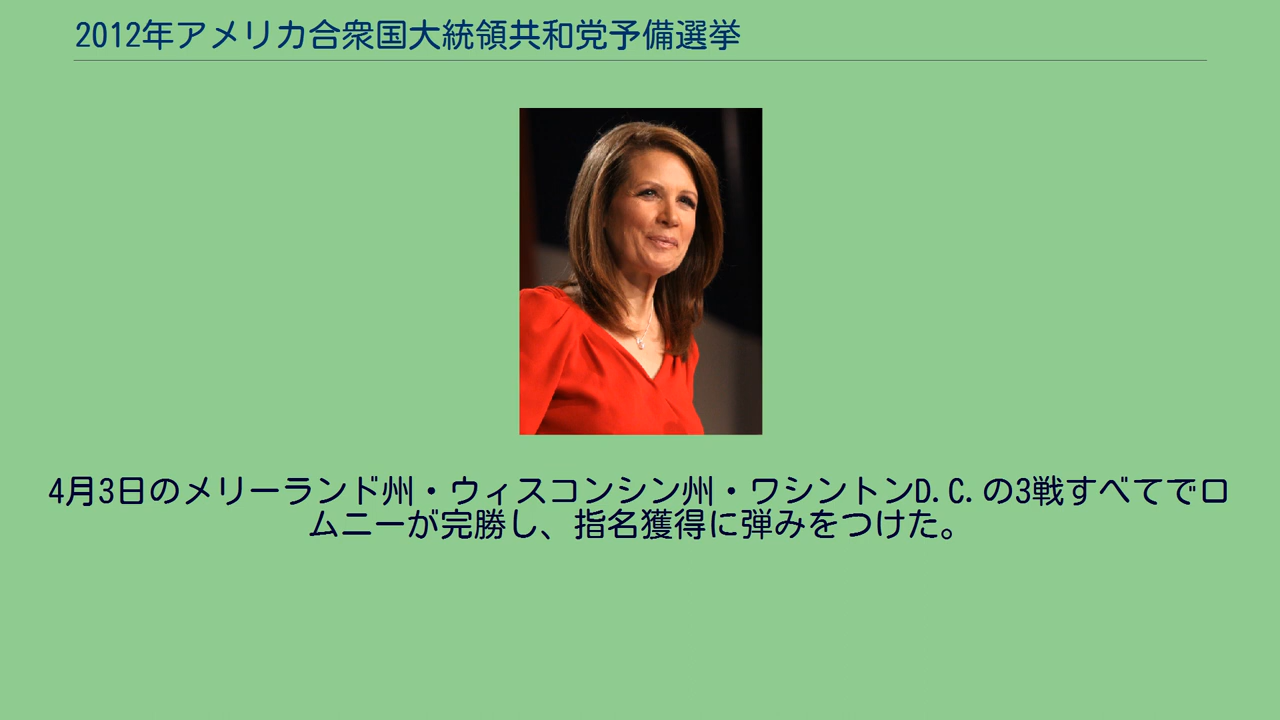 2012年アメリカ合衆国大統領共和党予備選挙
4月3日のメリーランド州・ウィスコンシン州・ワシントンD.C.の3戦すべてでロ
ムニーが完勝し、指名獲得に弾みをつけた。